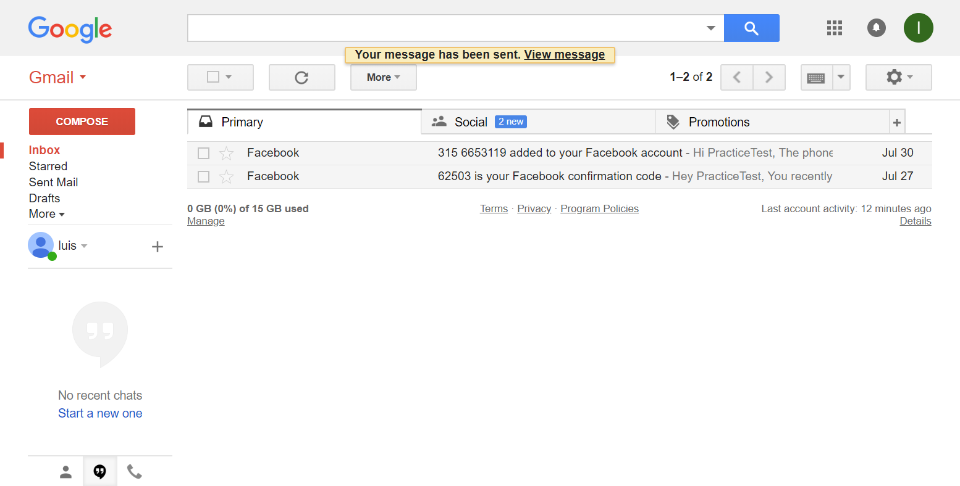 Google
Your message has been sent. View message
Gmail
More
1–2 of 2
COMPOSE
Primary
Social 2 new
Promotions
+
Inbox
Starred
Sent Mail
Drafts
More
Facebook 315 6653119 added to your Facebook account - Hi PracticeTest, The phone Jul 30
Facebook 62503 is your Facebook confirmation code - Hey PracticeTest, You recently Jul 27
0 GB (0%) of 15 GB used
Manage
Terms · Privacy · Program Policies
Last account activity: 12 minutes ago
Details
luis
No recent chats
Start a new one